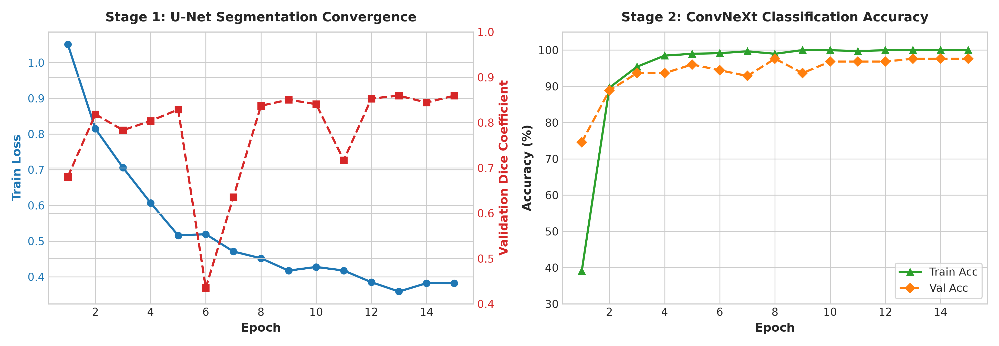 Stage 1: U-Net Segmentation Convergence
Train Loss
1.0
0.9
0.8
0.7
0.6
0.5
0.4
1.0
0.9
0.8
0.7
0.6
0.5
0.4
Validation Dice Coefficient
2 4 6 8 10 12 14
Epoch
Stage 2: ConvNeXt Classification Accuracy
Accuracy (%)
100
90
80
70
60
50
40
30
Train Acc
Val Acc
2 4 6 8 10 12 14
Epoch